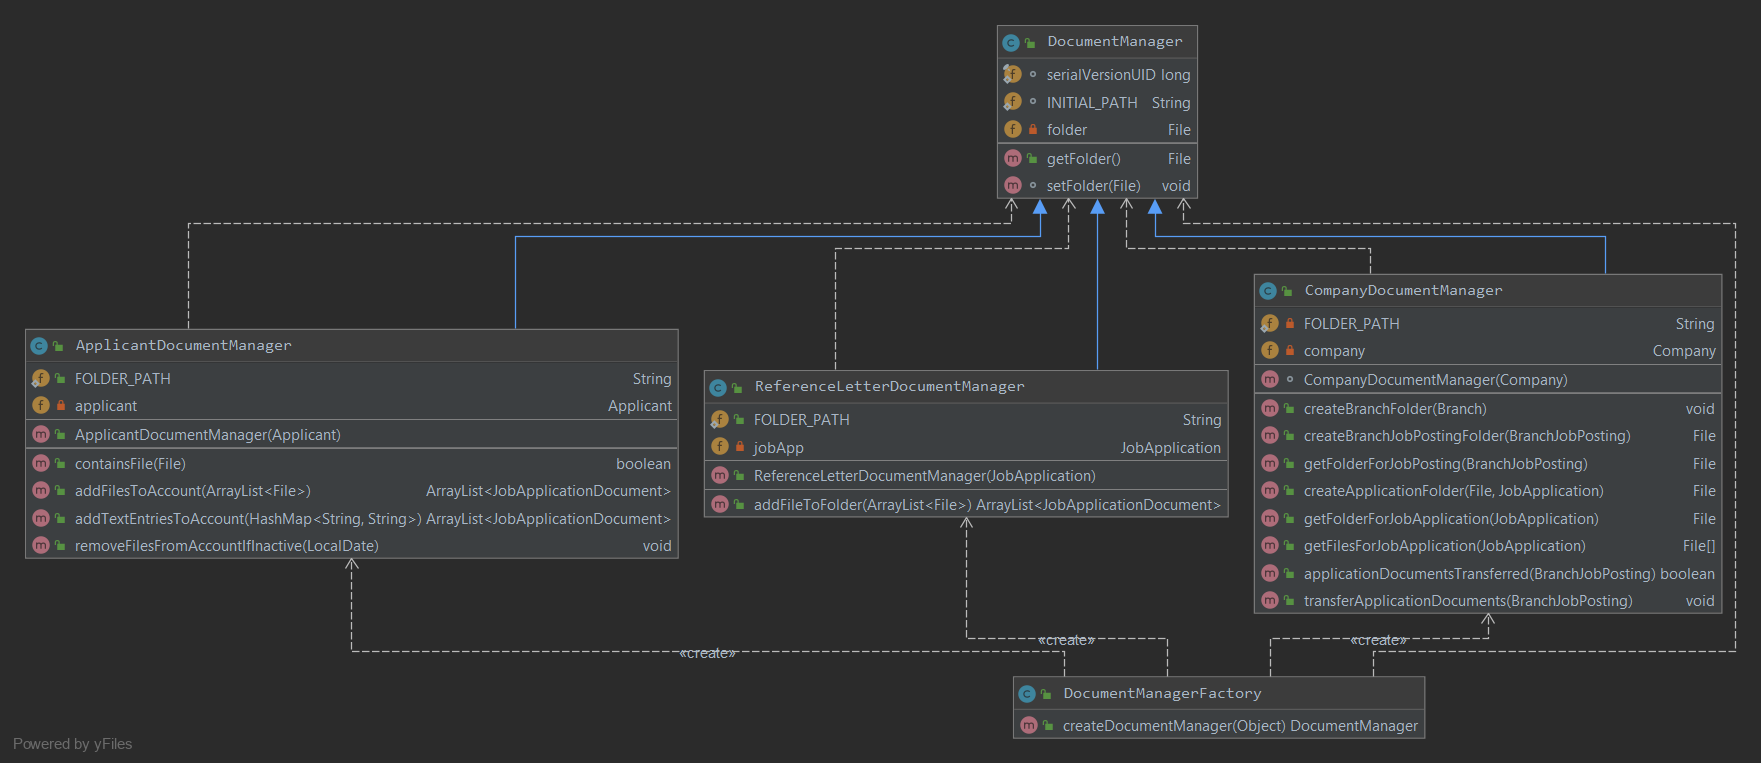 DocumentManager
serialVersionUID long
INITIAL_PATH String
folder File
getFolder() File
setFolder(File) void
ApplicantDocumentManager
FOLDER_PATH String
applicant Applicant
ApplicantDocumentManager(Applicant)
containsFile(File) boolean
addFilesToAccount(ArrayList<File>) ArrayList<JobApplicationDocument>
addTextEntriesToAccount(HashMap<String, String>) ArrayList<JobApplicationDocument>
removeFilesFromAccountIfInactive(LocalDate) void
ReferenceLetterDocumentManager
FOLDER_PATH String
jobApp JobApplication
ReferenceLetterDocumentManager(JobApplication)
addFileToFolder(ArrayList<File>) ArrayList<JobApplicationDocument>
CompanyDocumentManager
FOLDER_PATH String
company Company
CompanyDocumentManager(Company)
createBranchFolder(Branch) void
createBranchJobPostingFolder(BranchJobPosting) File
getFolderForJobPosting(BranchJobPosting) File
createApplicationFolder(File, JobApplication) File
getFolderForJobApplication(JobApplication) File
getFilesForJobApplication(JobApplication) File[]
applicationDocumentsTransferred(BranchJobPosting) boolean
transferApplicationDocuments(BranchJobPosting) void
«create»
«create»
«create»
DocumentManagerFactory
createDocumentManager(Object) DocumentManager
Powered by yFiles